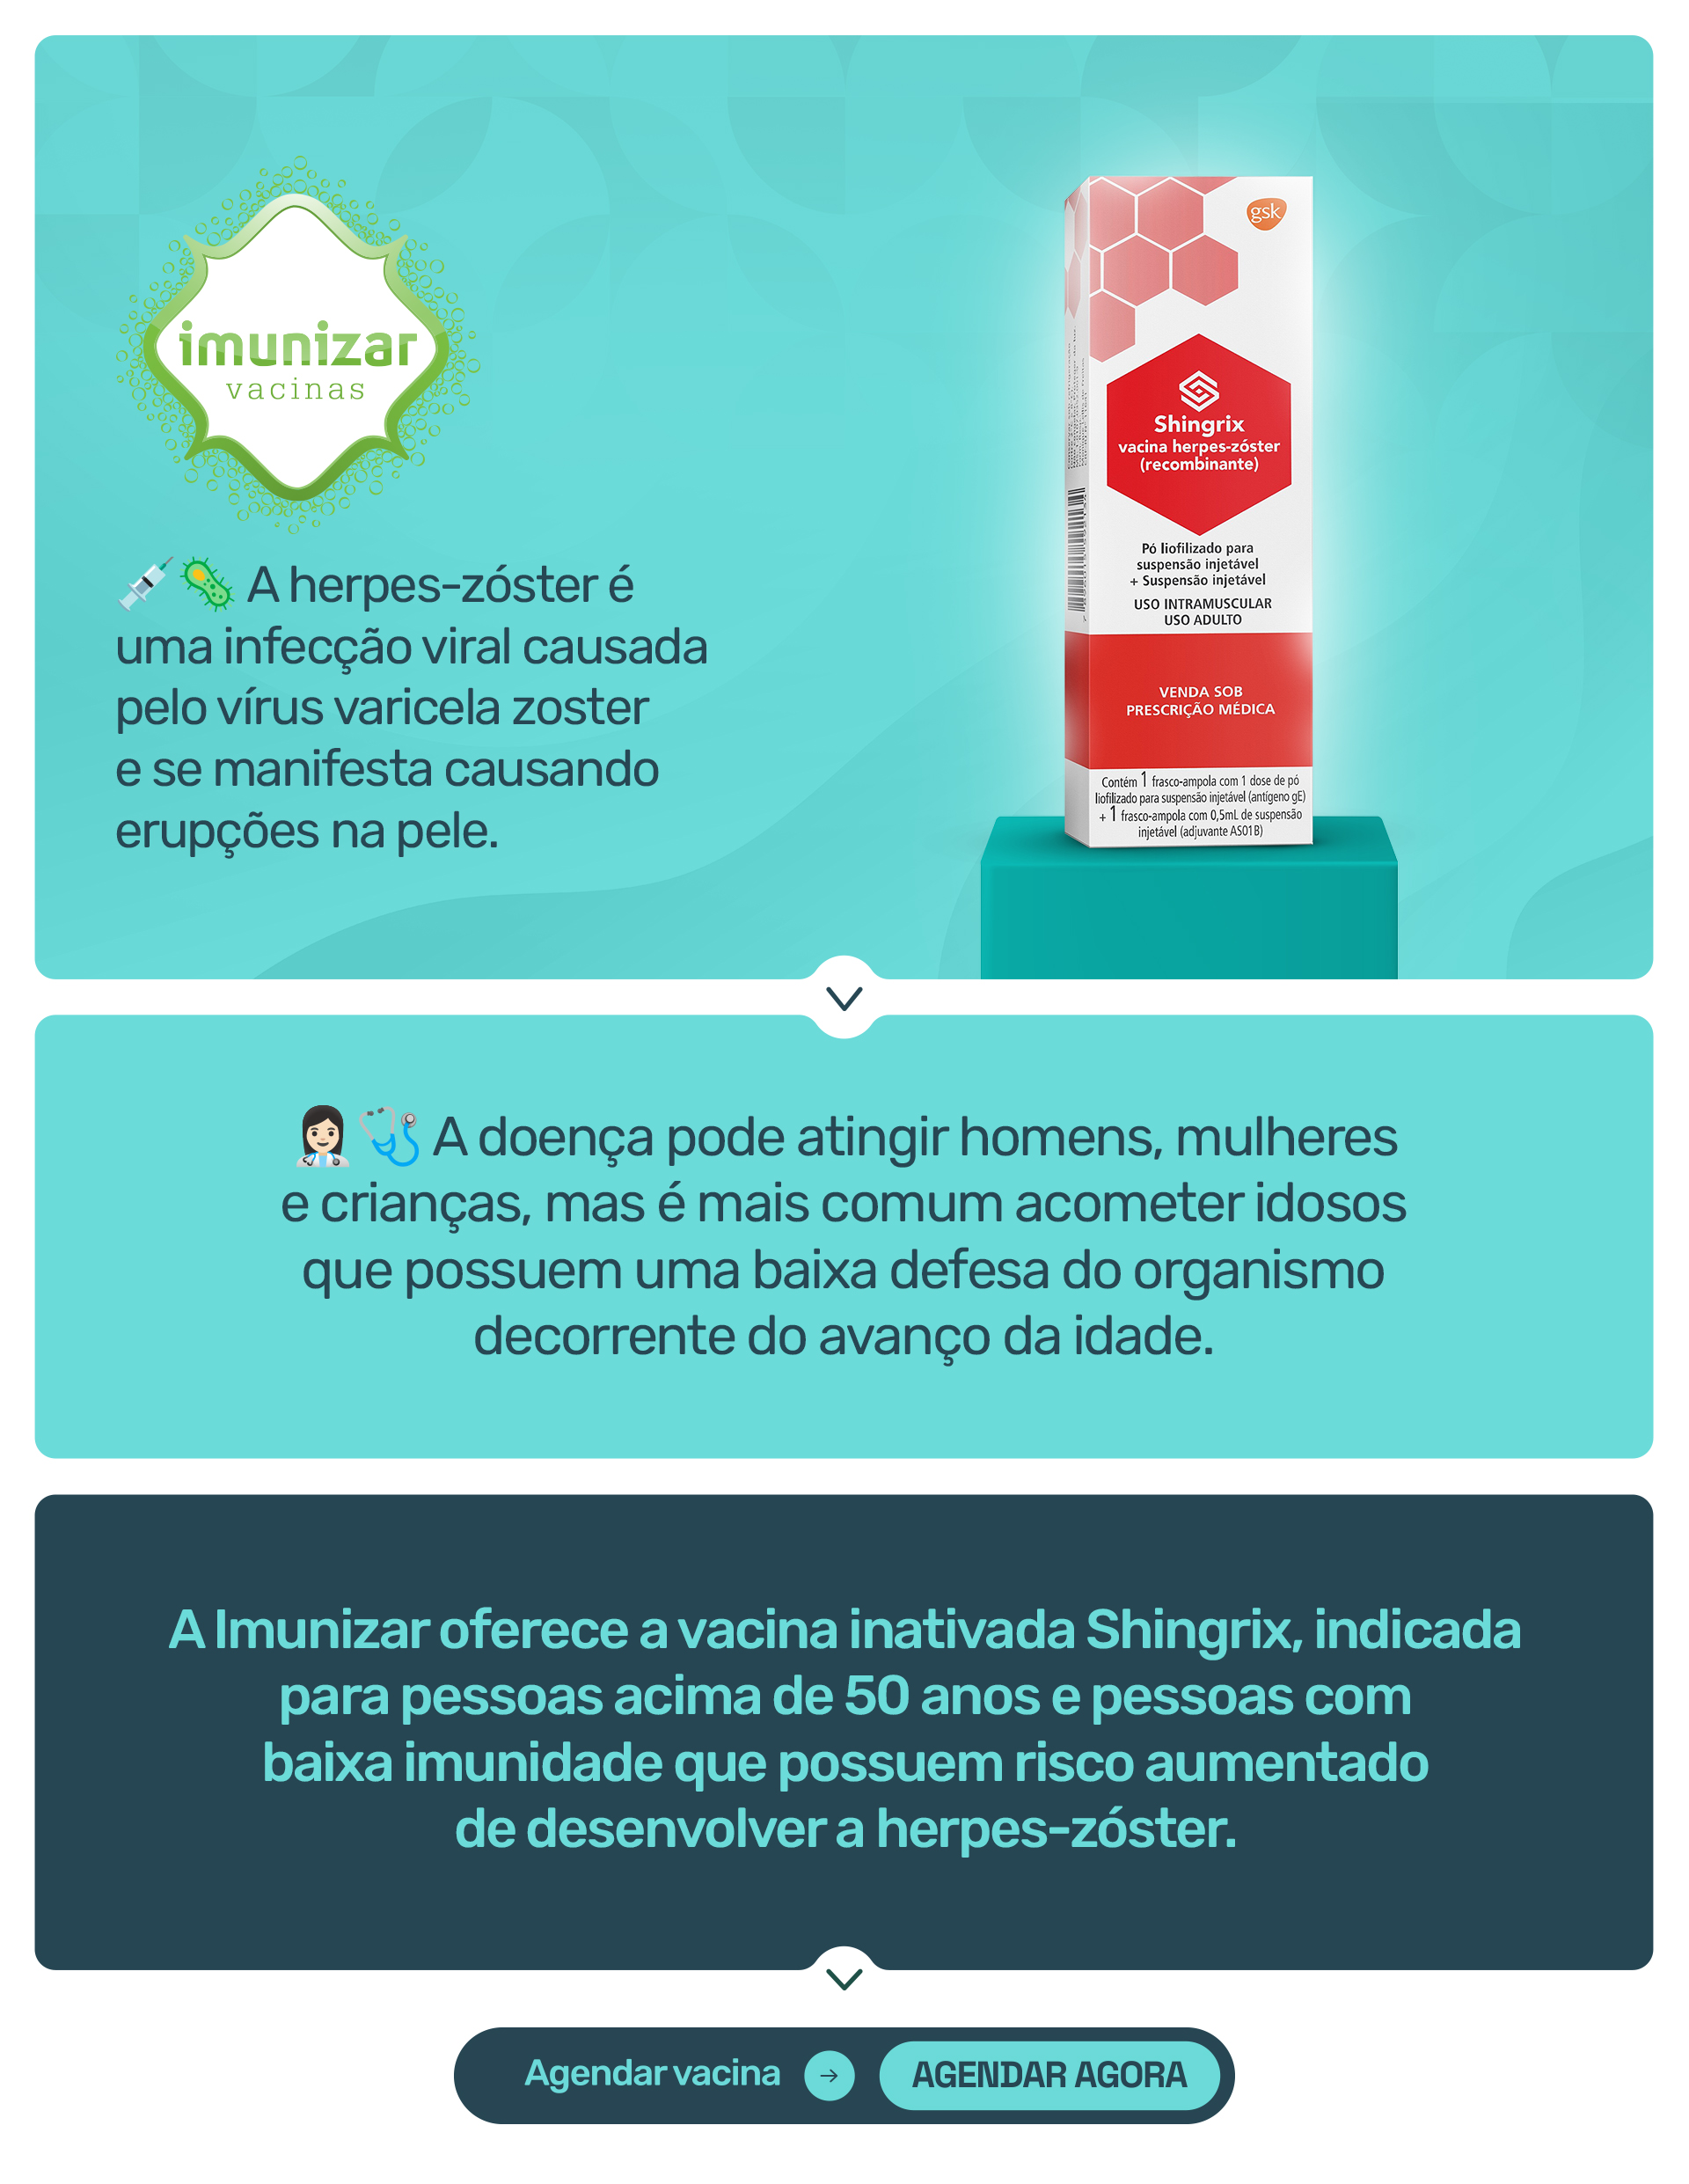 imunizar
vacinas
💉🦠 A herpes-zóster é
uma infecção viral causada
pelo vírus varicela zoster
e se manifesta causando
erupções na pele.
gsk
Shingrix
vacina herpes-zóster
(recombinante)
Pó liofilizado para
suspensão injetável
+ Suspensão injetável
USO INTRAMUSCULAR
USO ADULTO
VENDA SOB
PRESCRIÇÃO MÉDICA
Contém 1 frasco-ampola com 1 dose de pó
liofilizado para suspensão injetável (antígeno gE)
+ 1 frasco-ampola com 0,5mL de suspensão
injetável (adjuvante AS01B)
👩🏻‍⚕️🩺 A doença pode atingir homens, mulheres
e crianças, mas é mais comum acometer idosos
que possuem uma baixa defesa do organismo
decorrente do avanço da idade.
A Imunizar oferece a vacina inativada Shingrix, indicada
para pessoas acima de 50 anos e pessoas com
baixa imunidade que possuem risco aumentado
de desenvolver a herpes-zóster.
Agendar vacina → AGENDAR AGORA